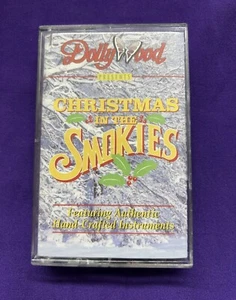 Dollywood
PRESENTS
CHRISTMAS
IN THE
SMOKIES
Featuring Authentic
Hand Crafted Instruments